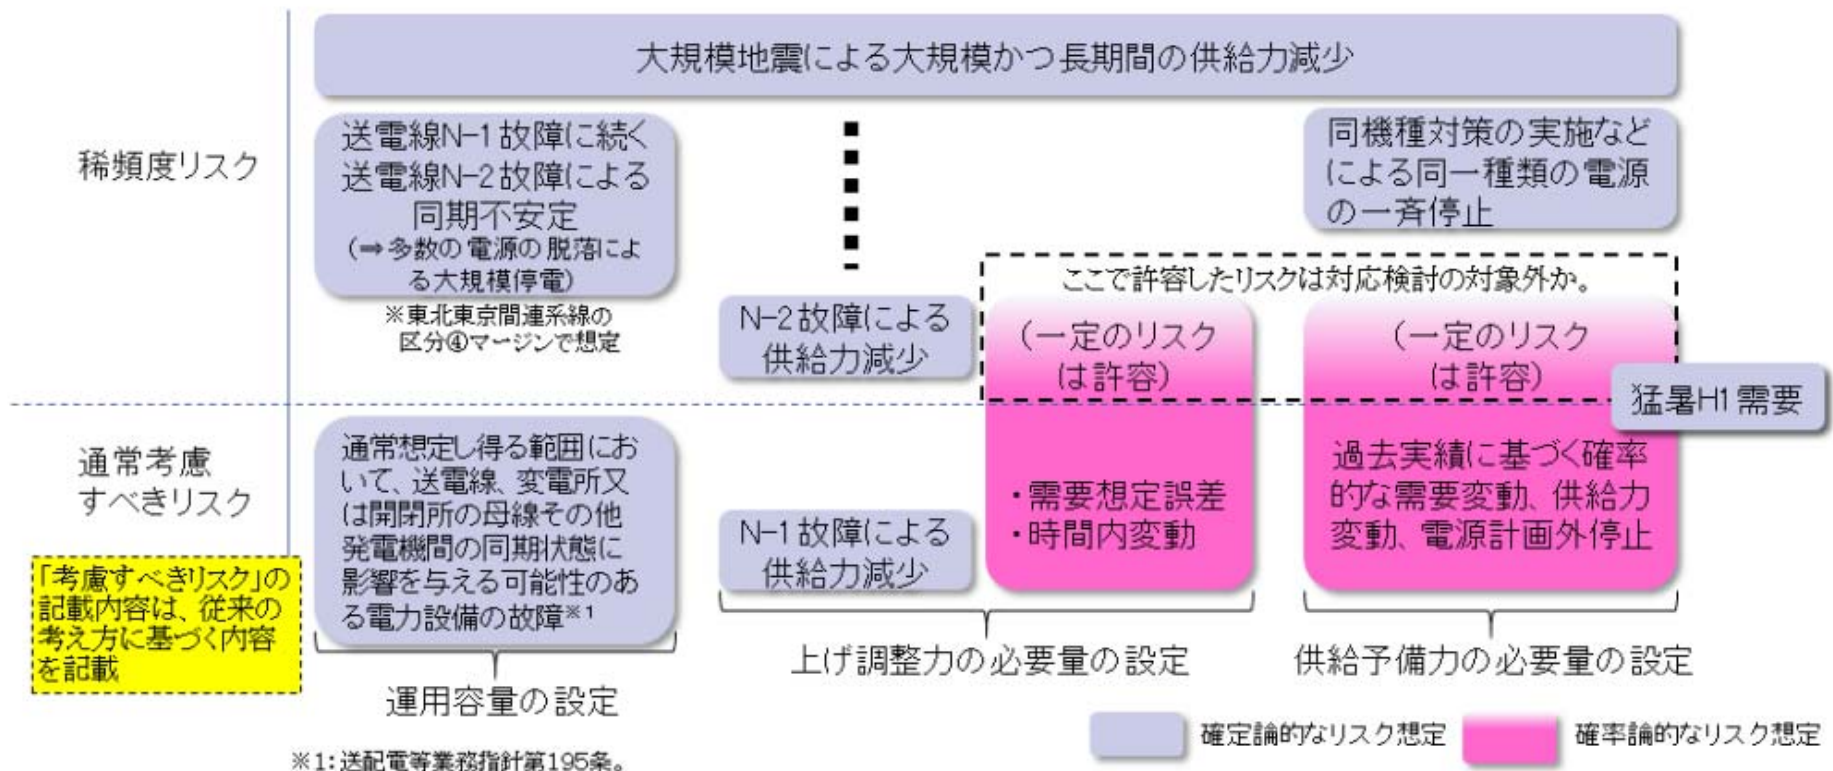 大規模地震による大規模かつ長期間の供給力減少
稀頻度リスク
送電線N-1故障に続く
送電線N-2故障による
同期不安定
(⇒多数の電源の脱落によ
る大規模停電)
※東北東京間連系線の
区分④マージンで想定
同機種対策の実施など
による同一種類の電源
の一斉停止
ここで許容したリスクは対応検討の対象外か。
N-2故障による
供給力減少
(一定のリスク
は許容)
(一定のリスク
は許容)
※猛暑H1需要
通常考慮
すべきリスク
通常想定し得る範囲にお
いて、送電線、変電所又
は開閉所の母線その他
発電機間の同期状態に
影響を与える可能性のあ
る電力設備の故障※1
N-1故障による
供給力減少
・需要想定誤差
・時間内変動
過去実績に基づく確率
的な需要変動、供給力
変動、電源計画外停止
「考慮すべきリスク」の
記載内容は、従来の
考え方に基づく内容
を記載
運用容量の設定
上げ調整力の必要量の設定
供給予備力の必要量の設定
確定論的なリスク想定
確率論的なリスク想定
※1:送配電等業務指針第195条。